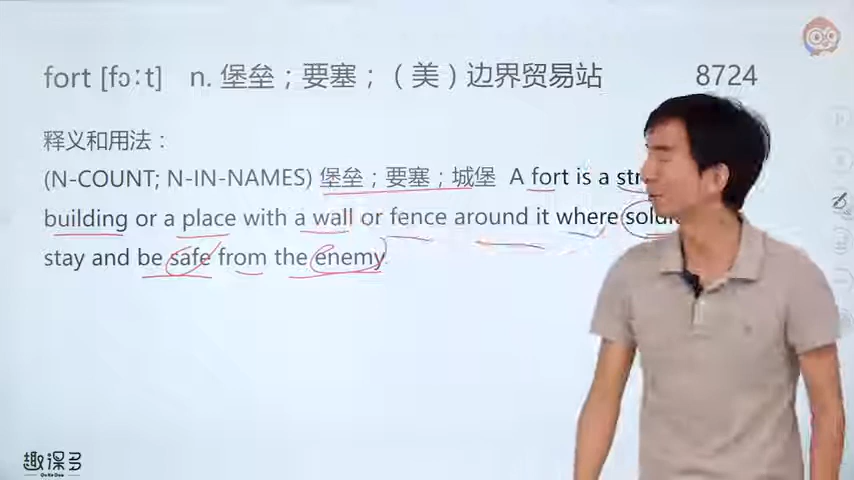 fort [fɔːt] n. 堡垒；要塞；（美）边界贸易站 8724
释义和用法：
(N-COUNT; N-IN-NAMES) 堡垒；要塞；城堡 A fort is a
building or a place with a wall or fence around it where
stay and be safe from the enemy
趣课多